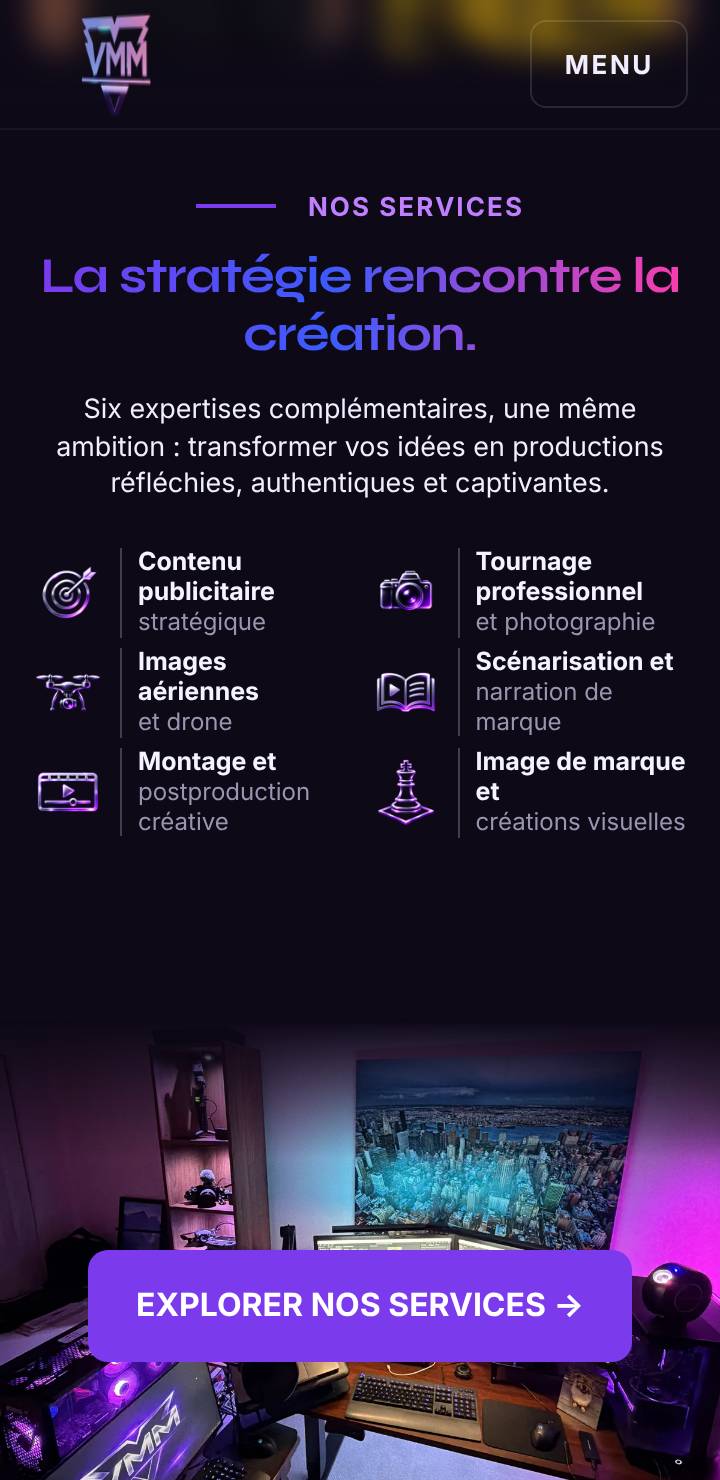 VMM
MENU
NOS SERVICES
La stratégie rencontre la
création.
Six expertises complémentaires, une même
ambition : transformer vos idées en productions
réfléchies, authentiques et captivantes.
Contenu
publicitaire
stratégique
Tournage
professionnel
et photographie
Images
aériennes
et drone
Scénarisation et
narration de
marque
Montage et
postproduction
créative
Image de marque
et
créations visuelles
EXPLORER NOS SERVICES →
VMM